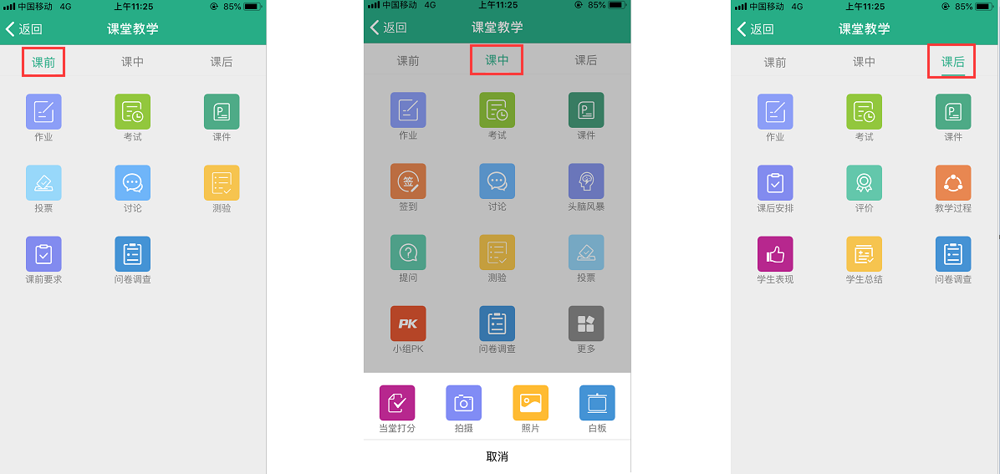 中国移动 4G 上午11:25 85%
返回 课堂教学
课前 课中 课后
作业 考试 课件
投票 讨论 测验
课前要求 问卷调查
中国移动 4G 上午11:25 85%
返回 课堂教学
课前 课中 课后
作业 考试 P 课件
签
签到 讨论 头脑风暴
?
提问 测验 投票
PK
小组PK 问卷调查 更多
当堂打分 拍摄 照片 白板
取消
中国移动 4G 上午11:25 85%
返回 课堂教学
课前 课中 课后
作业 考试 课件
课后安排 评价 教学过程
学生表现 学生总结 问卷调查